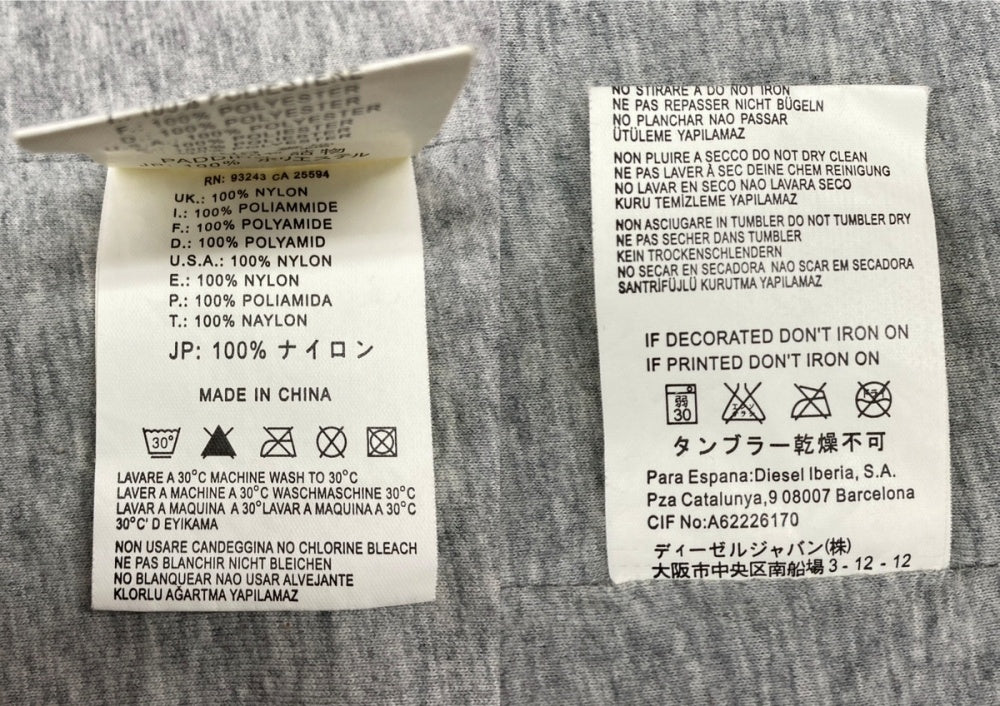 POLYESTER
POLYESTER
POLIESTER
RN: 93243 CA 25594
UK.: 100% NYLON
I.: 100% POLIAMMIDE
F.: 100% POLYAMIDE
D.: 100% POLYAMID
U.S.A.: 100% NYLON
E.: 100% NYLON
P.: 100% POLIAMIDA
T.: 100% NAYLON
JP: 100% ナイロン
MADE IN CHINA
30°
LAVARE A 30°C MACHINE WASH TO 30°C
LAVER A MACHINE A 30°C WASCHMASCHINE 30°C
LAVAR A MAQUINA A 30°LAVAR A MAQUINA A 30°C
30°C' D EYIKAMA
NON USARE CANDEGGINA NO CHLORINE BLEACH
NE PAS BLANCHIR NICHT BLEICHEN
NO BLANQUEAR NAO USAR ALVEJANTE
KLORLU AĞARTMA YAPILAMAZ
NO STIRARE A DO NOT IRON
NE PAS REPASSER NICHT BÜGELN
NO PLANCHAR NAO PASSAR
ÜTÜLEME YAPILAMAZ
NON PLUIRE A SECCO DO NOT DRY CLEAN
NE PAS LAVER À SEC DEINE CHEM REINIGUNG
NO LAVAR EN SECO NAO LAVARA SECO
KURU TEMİZLEME YAPILAMAZ
NON ASCIUGARE IN TUMBLER DO NOT TUMBLER DRY
NE PAS SECHER DANS TUMBLER
KEIN TROCKENSCHLENDERN
NO SECAR EN SECADORA NAO SCAR EM SECADORA
SANTRİFÜJLÜ KURUTMA YAPILAMAZ
IF DECORATED DON'T IRON ON
IF PRINTED DON'T IRON ON
弱
30
タンブラー乾燥不可
Para Espana:Diesel Iberia, S.A.
Pza Catalunya,9 08007 Barcelona
CIF No:A62226170
ディーゼルジャパン(株)
大阪市中央区南船場3 - 12 - 12